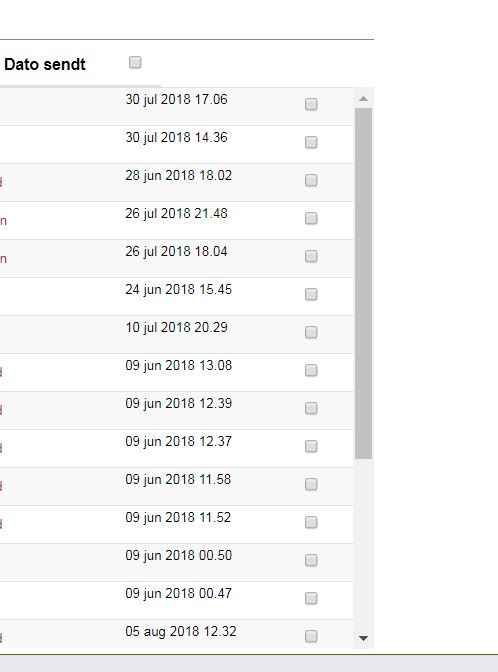 Dato sendt
30 jul 2018 17.06
30 jul 2018 14.36
28 jun 2018 18.02
26 jul 2018 21.48
26 jul 2018 18.04
24 jun 2018 15.45
10 jul 2018 20.29
09 jun 2018 13.08
09 jun 2018 12.39
09 jun 2018 12.37
09 jun 2018 11.58
09 jun 2018 11.52
09 jun 2018 00.50
09 jun 2018 00.47
05 aug 2018 12.32